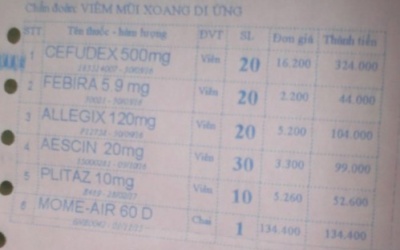 Chẩn đoán: VIÊM MŨI XOANG DỊ ỨNG
STT Tên thuốc - hàm lượng ĐVT SL Đơn giá Thành tiền
1 CEFUDEX 500mg Viên 20 16.200 324.000
2 FEBIRA 5.9 mg Viên 20 2.200 44.000
3 ALLEGIX 120mg Viên 20 5.200 104.000
4 AESCIN 20mg Viên 30 3.300 99.000
5 PLITAZ 10mg Viên 10 5.260 52.600
6 MOME-AIR 60 D Chai 1 134.400 134.400